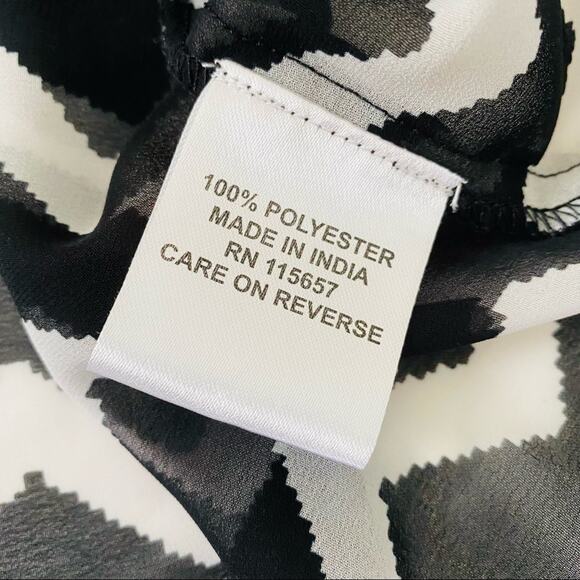 100% POLYESTER
MADE IN INDIA
RN 115657
CARE ON REVERSE